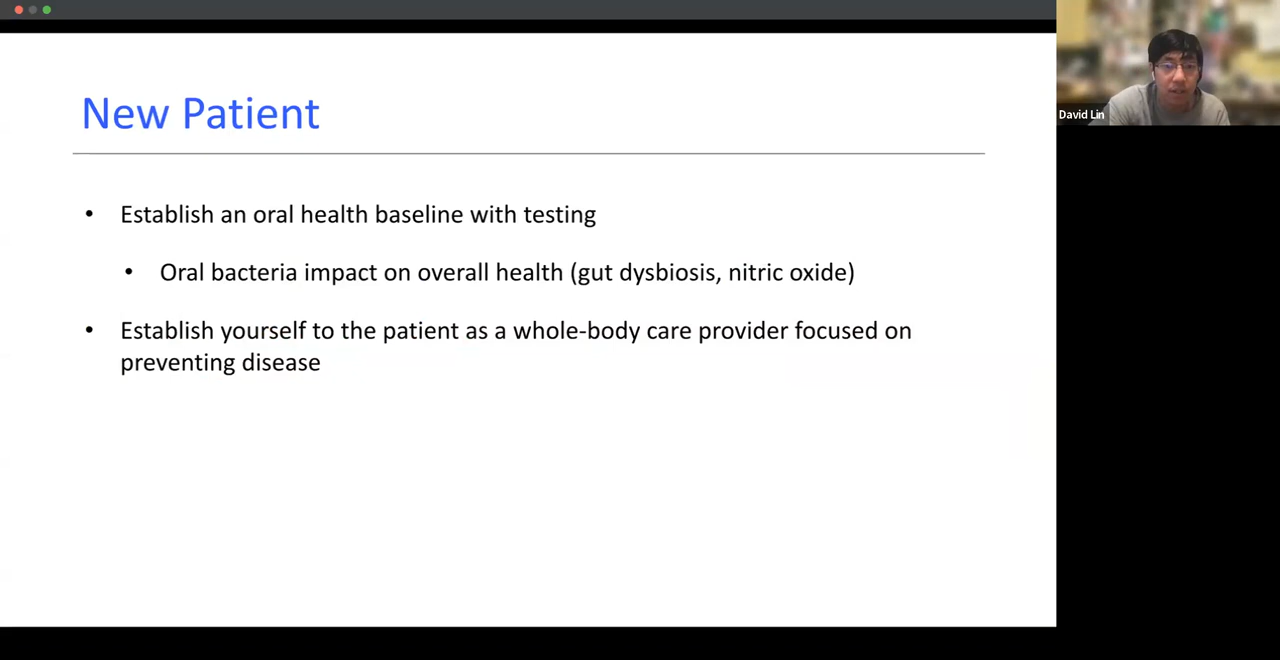 New Patient
• Establish an oral health baseline with testing
• Oral bacteria impact on overall health (gut dysbiosis, nitric oxide)
• Establish yourself to the patient as a whole-body care provider focused on
preventing disease
David Lin